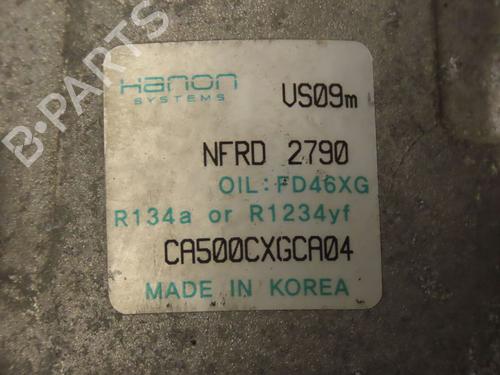 Hanon
SYSTEMS
VS09m
NFRD 2790
OIL: FD46XG
R134a or R1234yf
CA500CXGCA04
MADE IN KOREA
B-PARTS